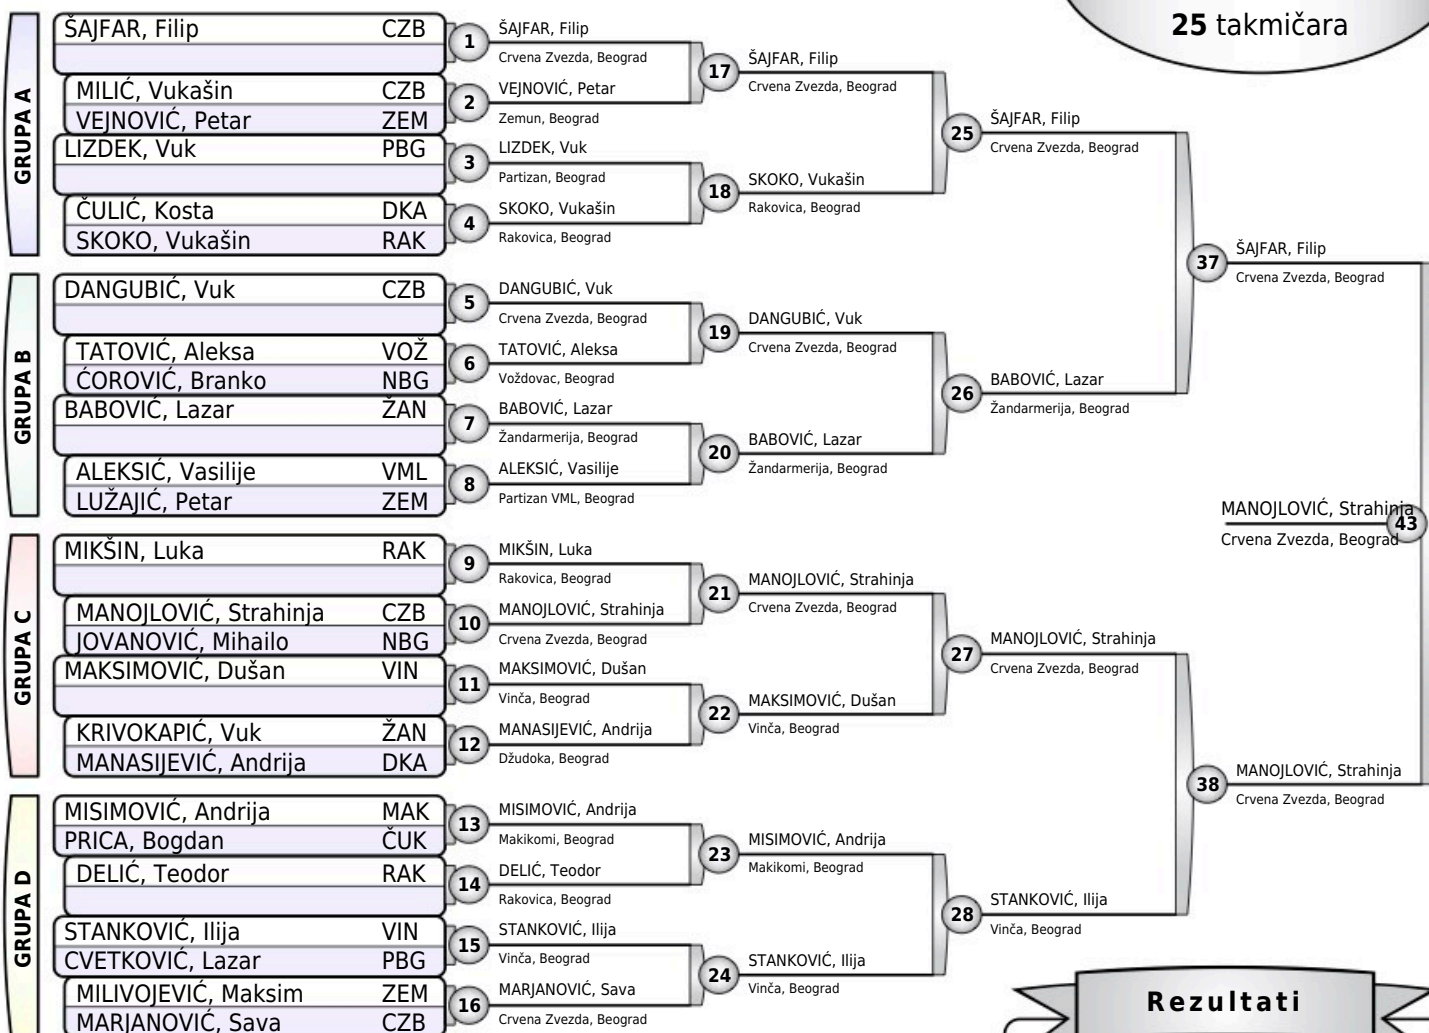 25 takmičara
GRUPA A
ŠAJFAR, Filip CZB
MILIĆ, Vukašin CZB
VEJNOVIĆ, Petar ZEM
LIZDEK, Vuk PBG
ČULIĆ, Kosta DKA
SKOKO, Vukašin RAK
GRUPA B
DANGUBIĆ, Vuk CZB
TATOVIĆ, Aleksa VOŽ
ĆOROVIĆ, Branko NBG
BABOVIĆ, Lazar ŽAN
ALEKSIĆ, Vasilije VML
LUŽAJIĆ, Petar ZEM
GRUPA C
MIKŠIN, Luka RAK
MANOJLOVIĆ, Strahinja CZB
JOVANOVIĆ, Mihailo NBG
MAKSIMOVIĆ, Dušan VIN
KRIVOKAPIĆ, Vuk ŽAN
MANASIJEVIĆ, Andrija DKA
GRUPA D
MISIMOVIĆ, Andrija MAK
PRICA, Bogdan ČUK
DELIĆ, Teodor RAK
STANKOVIĆ, Ilija VIN
CVETKOVIĆ, Lazar PBG
MILIVOJEVIĆ, Maksim ZEM
MARJANOVIĆ, Sava CZB
1 ŠAJFAR, Filip
Crvena Zvezda, Beograd
2 VEJNOVIĆ, Petar
Zemun, Beograd
3 LIZDEK, Vuk
Partizan, Beograd
4 SKOKO, Vukašin
Rakovica, Beograd
5 DANGUBIĆ, Vuk
Crvena Zvezda, Beograd
6 TATOVIĆ, Aleksa
Voždovac, Beograd
7 BABOVIĆ, Lazar
Žandarmerija, Beograd
8 ALEKSIĆ, Vasilije
Partizan VML, Beograd
9 MIKŠIN, Luka
Rakovica, Beograd
10 MANOJLOVIĆ, Strahinja
Crvena Zvezda, Beograd
11 MAKSIMOVIĆ, Dušan
Vinča, Beograd
12 MANASIJEVIĆ, Andrija
Džudoka, Beograd
13 MISIMOVIĆ, Andrija
Makikomi, Beograd
14 DELIĆ, Teodor
Rakovica, Beograd
15 STANKOVIĆ, Ilija
Vinča, Beograd
16 MARJANOVIĆ, Sava
Crvena Zvezda, Beograd
17 ŠAJFAR, Filip
Crvena Zvezda, Beograd
18 SKOKO, Vukašin
Rakovica, Beograd
19 DANGUBIĆ, Vuk
Crvena Zvezda, Beograd
20 BABOVIĆ, Lazar
Žandarmerija, Beograd
21 MANOJLOVIĆ, Strahinja
Crvena Zvezda, Beograd
22 MAKSIMOVIĆ, Dušan
Vinča, Beograd
23 MISIMOVIĆ, Andrija
Makikomi, Beograd
24 STANKOVIĆ, Ilija
Vinča, Beograd
25 ŠAJFAR, Filip
Crvena Zvezda, Beograd
26 BABOVIĆ, Lazar
Žandarmerija, Beograd
27 MANOJLOVIĆ, Strahinja
Crvena Zvezda, Beograd
28 STANKOVIĆ, Ilija
Vinča, Beograd
37 ŠAJFAR, Filip
Crvena Zvezda, Beograd
38 MANOJLOVIĆ, Strahinja
Crvena Zvezda, Beograd
MANOJLOVIĆ, Strahinja 43
Crvena Zvezda, Beograd
Rezultati